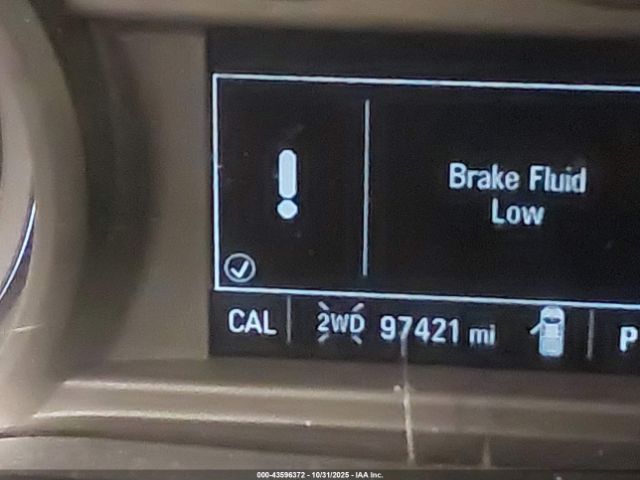 Brake Fluid
Low
CAL 2WD 97421 mi P
000-43596372 - 10/31/2025 - IAA Inc.